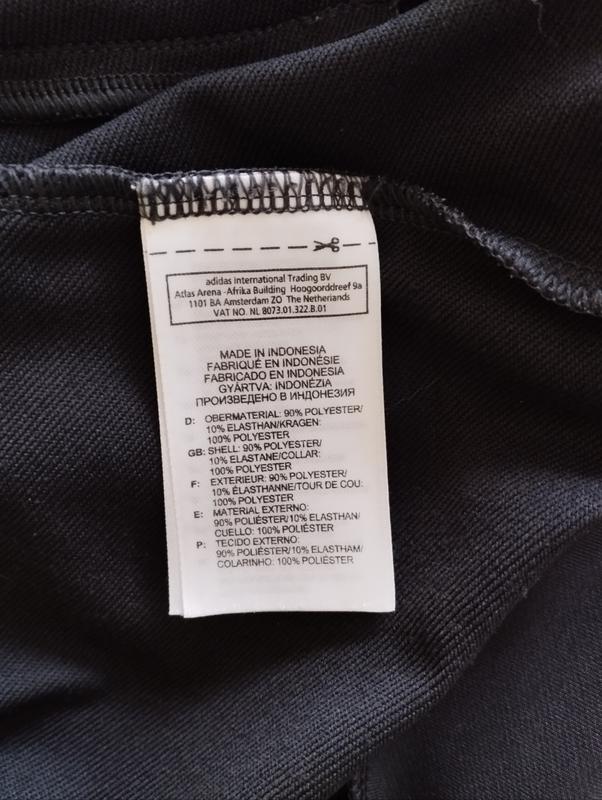 adidas International Trading BV
Atlas Arena -Afrika Building Hoogoorddreef 9a
1101 BA Amsterdam ZO The Netherlands
VAT NO. NL 8073.01.322.B.01
MADE IN INDONESIA
FABRIQUÉ EN INDONÉSIE
FABRICADO EN INDONESIA
GYÁRTVA: INDONÉZIA
ПРОИЗВЕДЕНО В ИНДОНЕЗИЯ
D: OBERMATERIAL: 90% POLYESTER/
10% ELASTHAN/KRAGEN:
100% POLYESTER
GB: SHELL: 90% POLYESTER/
10% ELASTANE/COLLAR:
100% POLYESTER
F: EXTERIEUR: 90% POLYESTER/
10% ÉLASTHANNE/TOUR DE COU:
100% POLYESTER
E: MATERIAL EXTERNO:
90% POLIÉSTER/10% ELASTHAN/
CUELLO: 100% POLIÉSTER
P: TECIDO EXTERNO:
90% POLIÉSTER/10% ELASTHAM/
COLARINHO: 100% POLIÉSTER